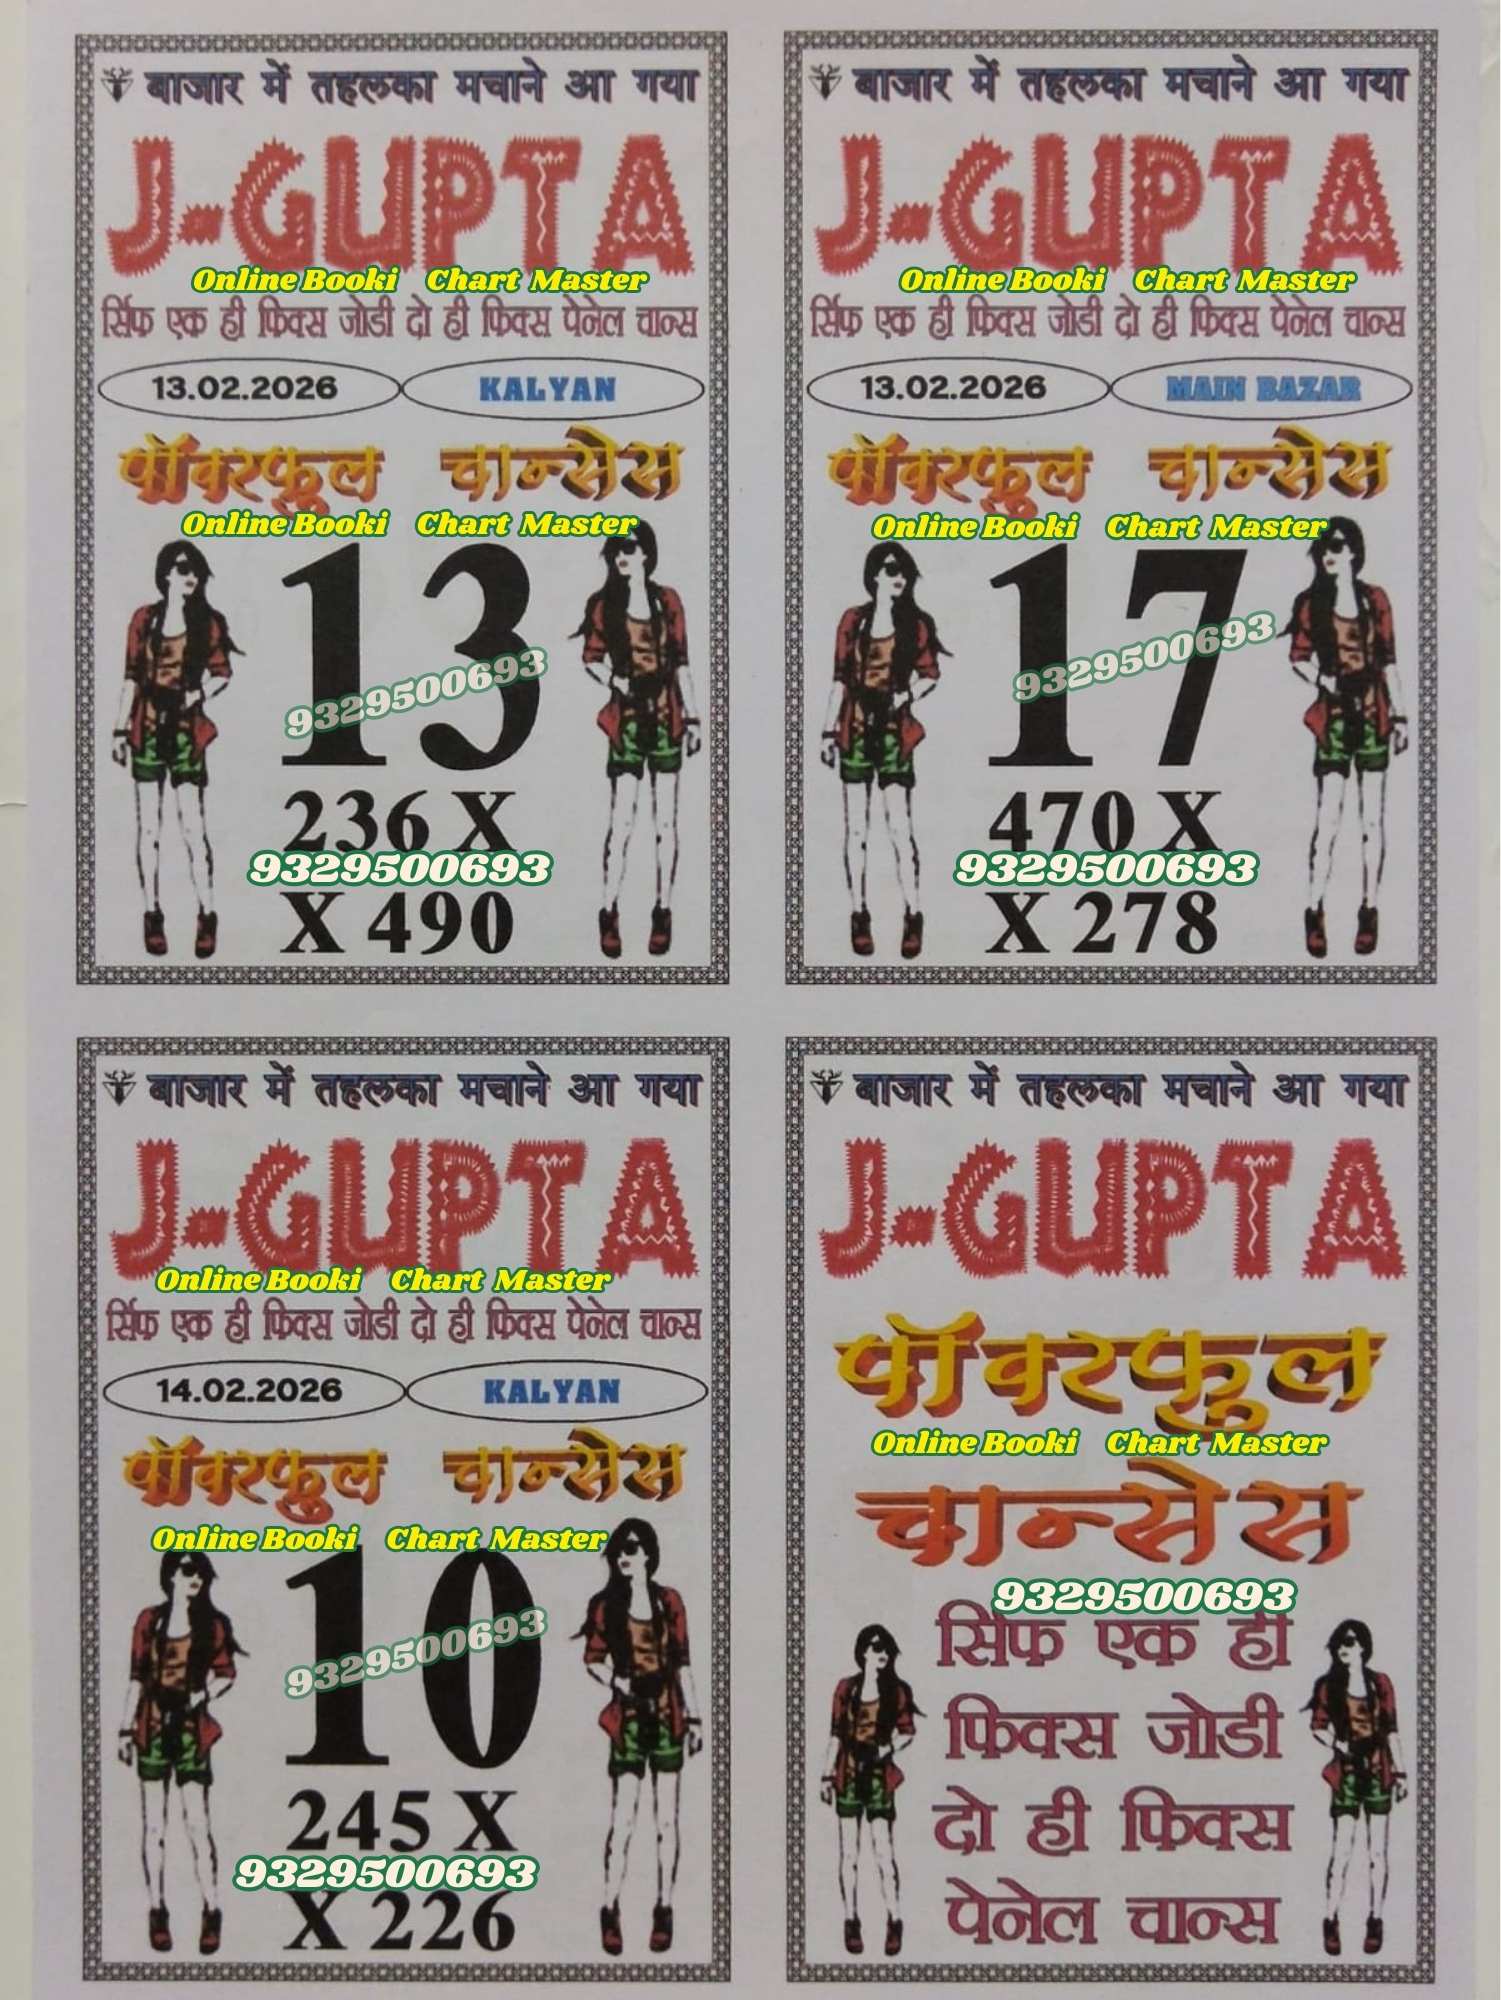 बाजार में तहलका मचाने आ गया
J-GUPTA
Online Booki Chart Master
सिर्फ एक ही फिक्स जोडी दो ही फिक्स पेनेल चान्स
13.02.2026 KALYAN
पॉवरफुल चान्सेस
Online Booki Chart Master
13
9329500693
236 X
9329500693
X 490
बाजार में तहलका मचाने आ गया
J-GUPTA
Online Booki Chart Master
सिर्फ एक ही फिक्स जोडी दो ही फिक्स पेनेल चान्स
13.02.2026 MAIN BAZAR
पॉवरफुल चान्सेस
Online Booki Chart Master
17
9329500693
470 X
9329500693
X 278
बाजार में तहलका मचाने आ गया
J-GUPTA
Online Booki Chart Master
सिर्फ एक ही फिक्स जोडी दो ही फिक्स पेनेल चान्स
14.02.2026 KALYAN
पॉवरफुल चान्सेस
Online Booki Chart Master
10
9329500693
245 X
9329500693
X 226
बाजार में तहलका मचाने आ गया
J-GUPTA
पॉवरफुल
Online Booki Chart Master
चान्सेस
9329500693
सिर्फ एक ही
फिक्स जोडी
दो ही फिक्स
पेनेल चान्स